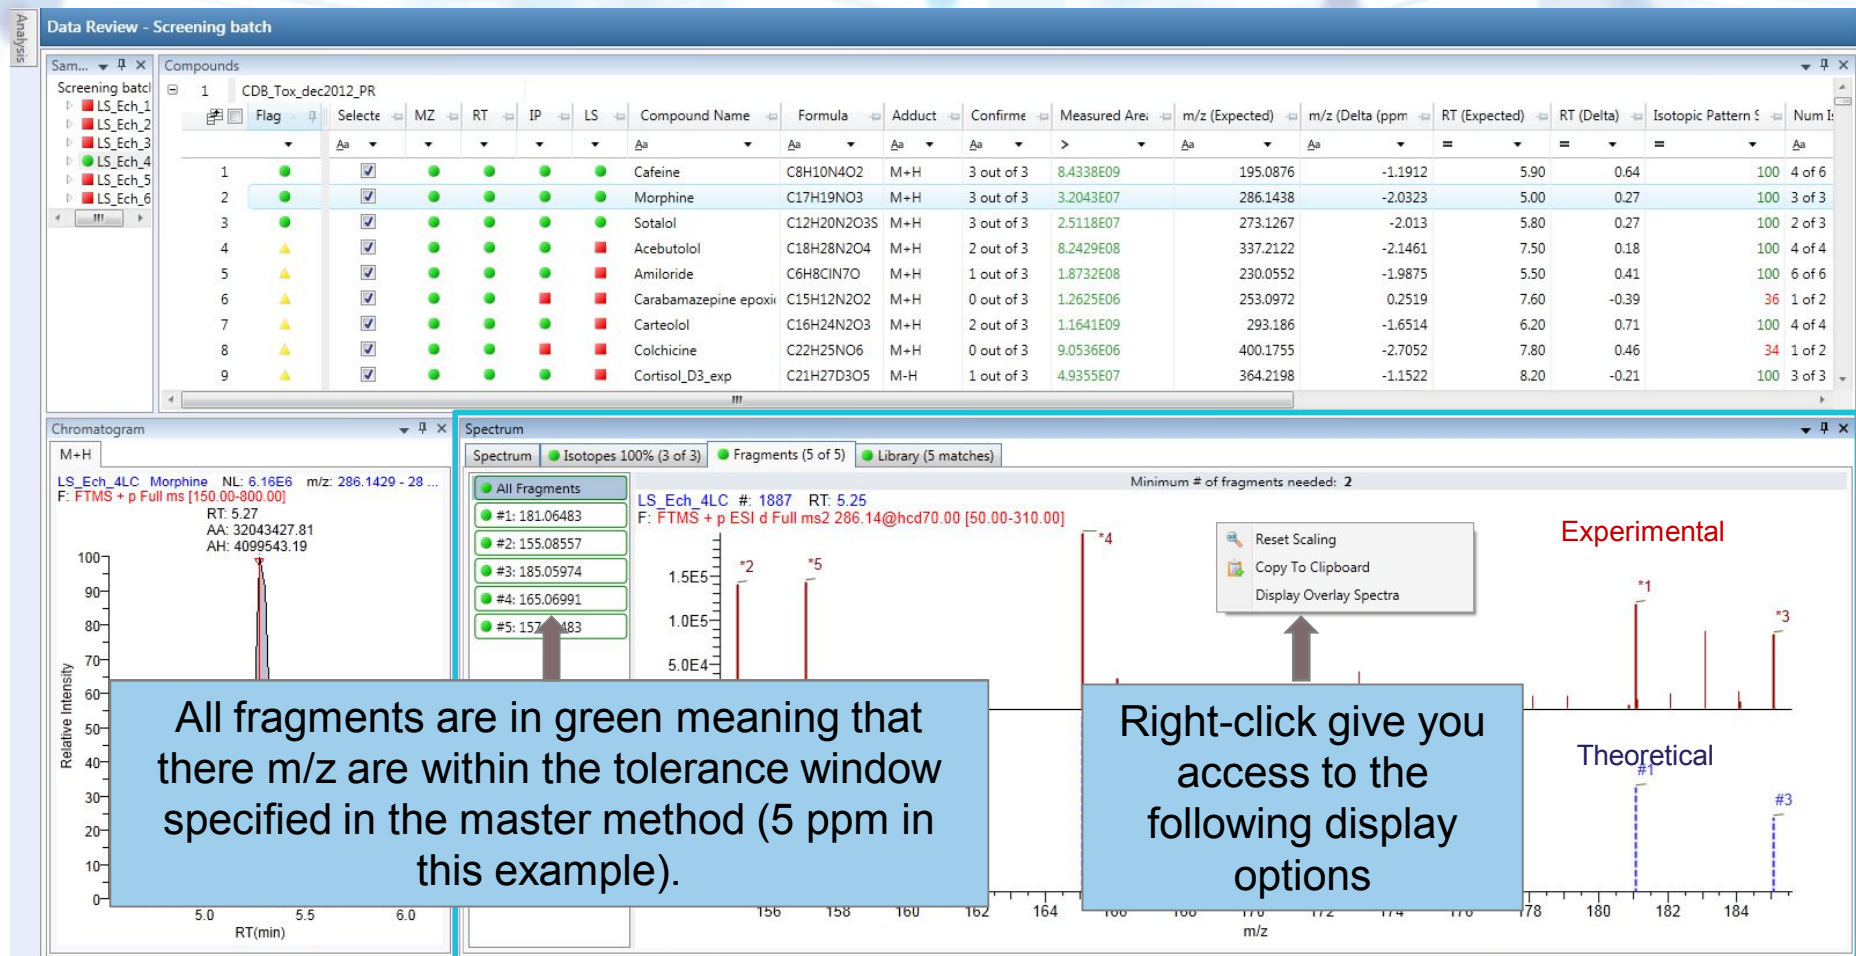 Analysis
Data Review - Screening batch
Sam...
Compounds
Screening batcl
LS_Ech_1
LS_Ech_2
LS_Ech_3
LS_Ech_4
LS_Ech_5
LS_Ech_6
1 CDB_Tox_dec2012_PR
Flag Selecte MZ RT IP LS Compound Name Formula Adduct Confirme Measured Area m/z (Expected) m/z (Delta (ppm RT (Expected) RT (Delta) Isotopic Pattern S Num Is
Aa Aa Aa Aa Aa > Aa Aa = = = Aa
1 Cafeine C8H10N4O2 M+H 3 out of 3 8.4338E09 195.0876 -1.1912 5.90 0.64 100 4 of 6
2 Morphine C17H19NO3 M+H 3 out of 3 3.2043E07 286.1438 -2.0323 5.00 0.27 100 3 of 3
3 Sotalol C12H20N2O3S M+H 3 out of 3 2.5118E07 273.1267 -2.013 5.80 0.27 100 2 of 3
4 Acebutolol C18H28N2O4 M+H 2 out of 3 8.2429E08 337.2122 -2.1461 7.50 0.18 100 4 of 4
5 Amiloride C6H8ClN7O M+H 1 out of 3 1.8732E08 230.0552 -1.9875 5.50 0.41 100 6 of 6
6 Carabamazepine epoxi C15H12N2O2 M+H 0 out of 3 1.2625E06 253.0972 0.2519 7.60 -0.39 36 1 of 2
7 Carteolol C16H24N2O3 M+H 2 out of 3 1.1641E09 293.186 -1.6514 6.20 0.71 100 4 of 4
8 Colchicine C22H25NO6 M+H 0 out of 3 9.0536E06 400.1755 -2.7052 7.80 0.46 34 1 of 2
9 Cortisol_D3_exp C21H27D3O5 M-H 1 out of 3 4.9355E07 364.2198 -1.1522 8.20 -0.21 100 3 of 3
Chromatogram
M+H
LS_Ech_4LC Morphine NL: 6.16E6 m/z: 286.1429 - 28 ...
F: FTMS + p Full ms [150.00-800.00]
RT: 5.27
AA: 32043427.81
AH: 4099543.19
100
90
80
70
60
50
40
30
20
10
0
Relative Intensity
5.0 5.5 6.0
RT(min)
Spectrum
Spectrum Isotopes 100% (3 of 3) Fragments (5 of 5) Library (5 matches)
All Fragments
#1: 181.06483
#2: 155.08557
#3: 185.05974
#4: 165.06991
#5: 157 483
Minimum # of fragments needed: 2
LS_Ech_4LC #: 1887 RT: 5.25
F: FTMS + p ESI d Full ms2 286.14@hcd70.00 [50.00-310.00]
1.5E5
1.0E5
5.0E4
*2 *5 *4 *1 *3
Reset Scaling
Copy To Clipboard
Display Overlay Spectra
Experimental
Theoretical
#1
#3
All fragments are in green meaning that
there m/z are within the tolerance window
specified in the master method (5 ppm in
this example).
Right-click give you
access to the
following display
options
156 158 160 162 164 166 168 170 172 174 176 178 180 182 184
m/z